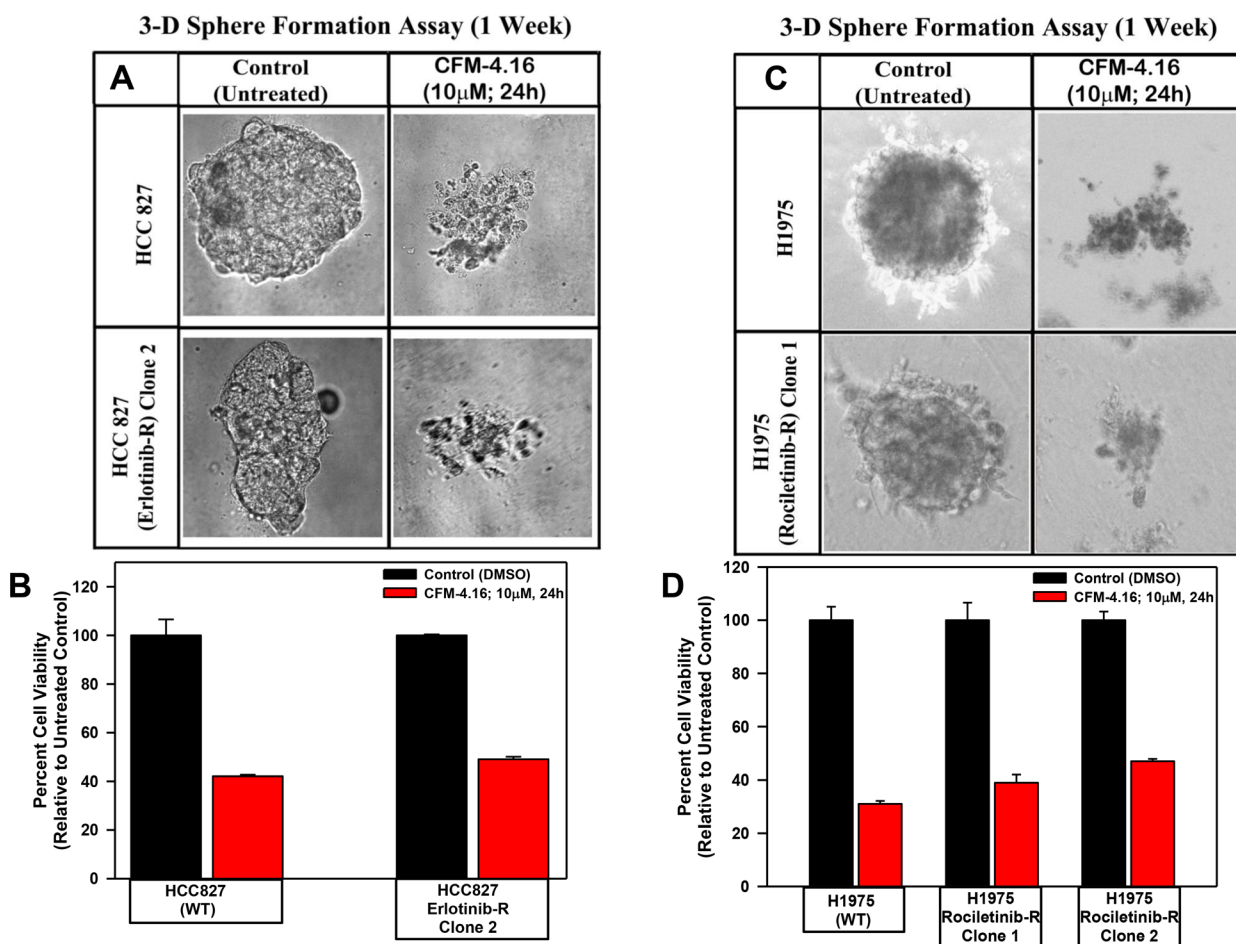 3-D Sphere Formation Assay (1 Week)
A
Control
(Untreated)
CFM-4.16
(10μM; 24h)
HCC 827
HCC 827
(Erlotinib-R) Clone 2
B
Percent Cell Viability
(Relative to Untreated Control)
120
100
80
60
40
20
0
Control (DMSO)
CFM-4.16; 10μM, 24h
HCC827
(WT)
HCC827
Erlotinib-R
Clone 2
3-D Sphere Formation Assay (1 Week)
C
Control
(Untreated)
CFM-4.16
(10μM; 24h)
H1975
H1975
(Rociletinib-R) Clone 1
D
Percent Cell Viability
(Relative to Untreated Control)
120
100
80
60
40
20
0
Control (DMSO)
CFM-4.16; 10μM, 24h
H1975
(WT)
H1975
Rociletinib-R
Clone 1
H1975
Rociletinib-R
Clone 2